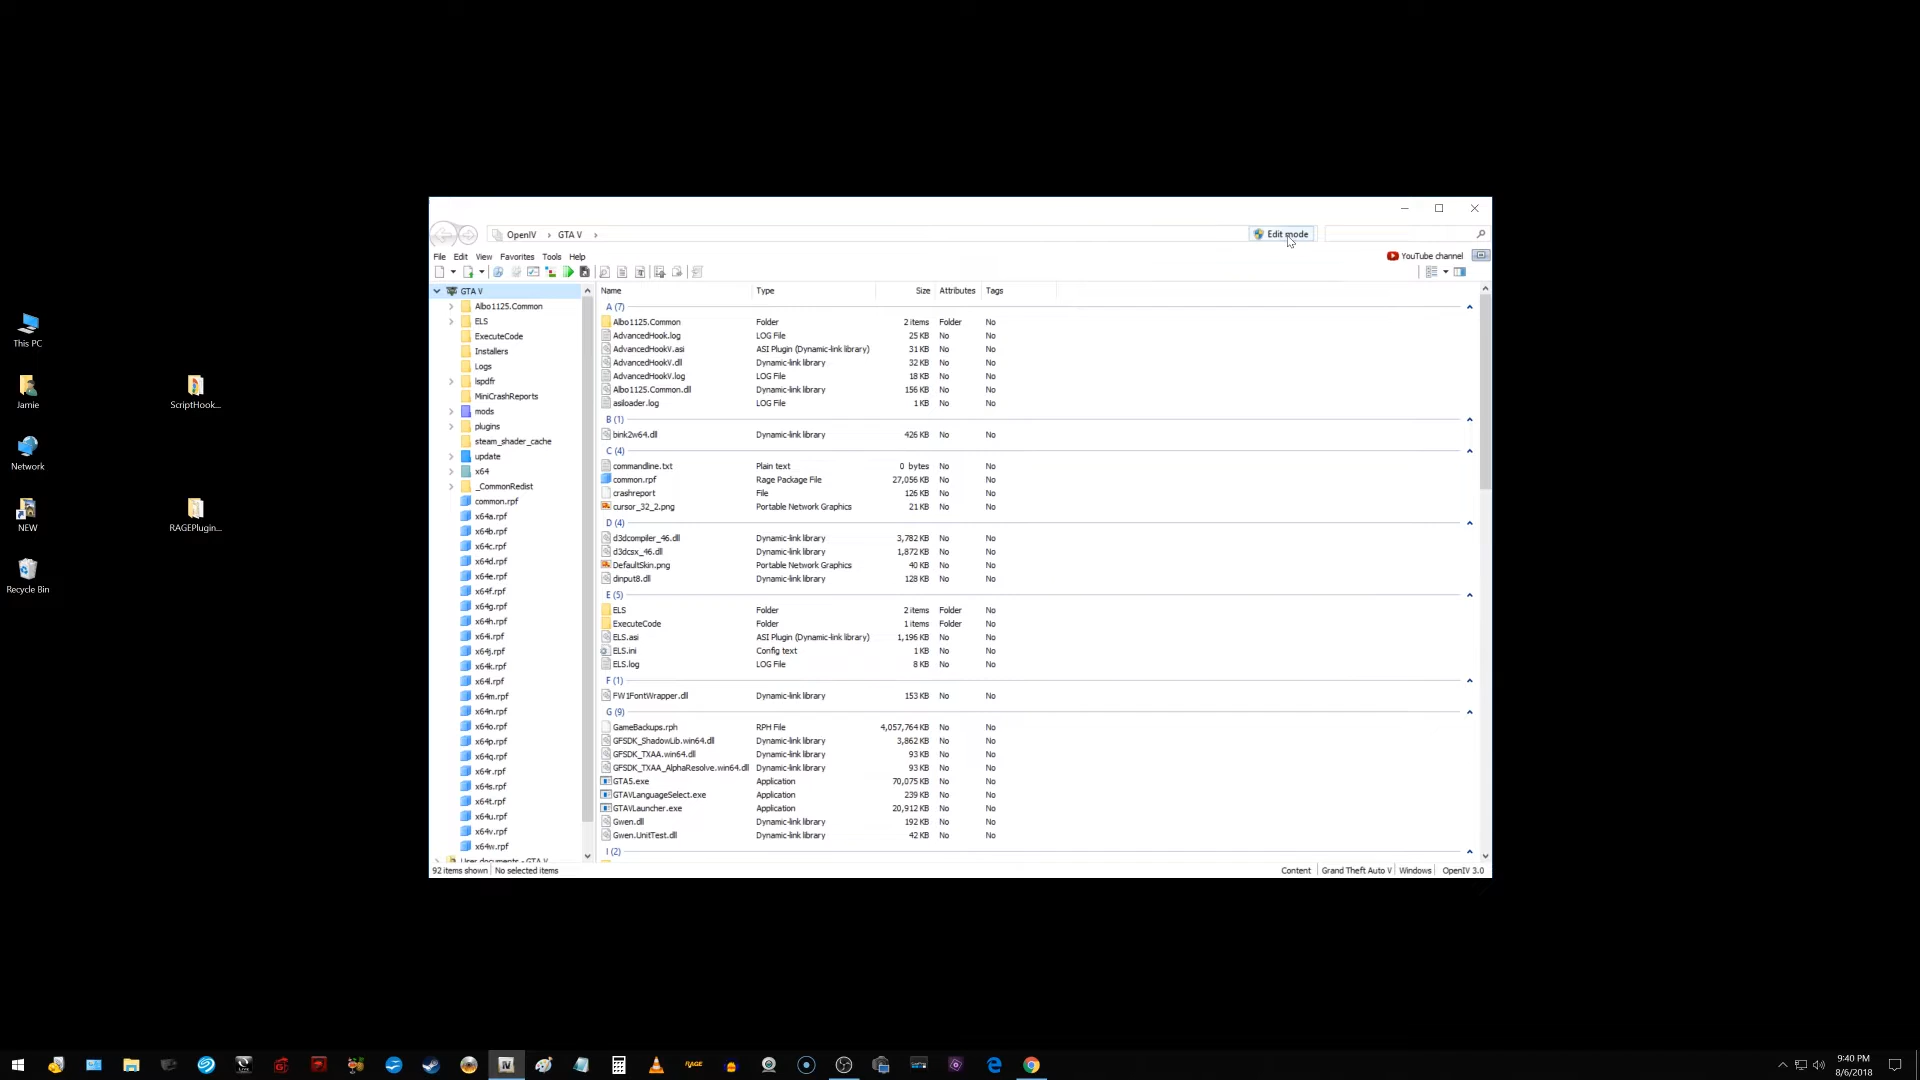 OpenIV > GTA V >
Edit mode
File Edit View Favorites Tools Help
YouTube channel
GTA V
Albo1125.Common
ELS
ExecuteCode
Installers
Logs
lspdfr
MiniCrashReports
mods
plugins
steam_shader_cache
update
x64
_CommonRedist
common.rpf
x64a.rpf
x64b.rpf
x64c.rpf
x64d.rpf
x64e.rpf
x64f.rpf
x64g.rpf
x64h.rpf
x64i.rpf
x64j.rpf
x64k.rpf
x64l.rpf
x64m.rpf
x64n.rpf
x64o.rpf
x64p.rpf
x64q.rpf
x64r.rpf
x64s.rpf
x64t.rpf
x64u.rpf
x64v.rpf
x64w.rpf
User documents - GTA V
Name Type Size Attributes Tags
A (7)
Albo1125.Common Folder 2 items Folder No
AdvancedHook.log LOG File 25 KB No No
AdvancedHookV.asi ASI Plugin (Dynamic-link library) 31 KB No No
AdvancedHookV.dll Dynamic-link library 32 KB No No
AdvancedHookV.log LOG File 18 KB No No
Albo1125.Common.dll Dynamic-link library 156 KB No No
asiloader.log LOG File 1 KB No No
B (1)
bink2w64.dll Dynamic-link library 426 KB No No
C (4)
commandline.txt Plain text 0 bytes No No
common.rpf Rage Package File 27,056 KB No No
crashreport File 126 KB No No
cursor_32_2.png Portable Network Graphics 21 KB No No
D (4)
d3dcompiler_46.dll Dynamic-link library 3,782 KB No No
d3dcsx_46.dll Dynamic-link library 1,872 KB No No
DefaultSkin.png Portable Network Graphics 40 KB No No
dinput8.dll Dynamic-link library 128 KB No No
E (5)
ELS Folder 2 items Folder No
ExecuteCode Folder 1 items Folder No
ELS.asi ASI Plugin (Dynamic-link library) 1,196 KB No No
ELS.ini Config text 1 KB No No
ELS.log LOG File 8 KB No No
F (1)
FW1FontWrapper.dll Dynamic-link library 153 KB No No
G (9)
GameBackups.rph RPH File 4,057,764 KB No No
GFSDK_ShadowLib.win64.dll Dynamic-link library 3,862 KB No No
GFSDK_TXAA.win64.dll Dynamic-link library 93 KB No No
GFSDK_TXAA_AlphaResolve.win64.dll Dynamic-link library 93 KB No No
GTA5.exe Application 70,075 KB No No
GTAVLanguageSelect.exe Application 239 KB No No
GTAVLauncher.exe Application 20,912 KB No No
Gwen.dll Dynamic-link library 192 KB No No
Gwen.UnitTest.dll Dynamic-link library 42 KB No No
I (2)
92 items shown No selected items
Content Grand Theft Auto V Windows OpenIV 3.0
This PC
Jamie
Network
NEW
Recycle Bin
ScriptHook...
RAGEPlugin...
IV
RAGE
9:40 PM
8/6/2018